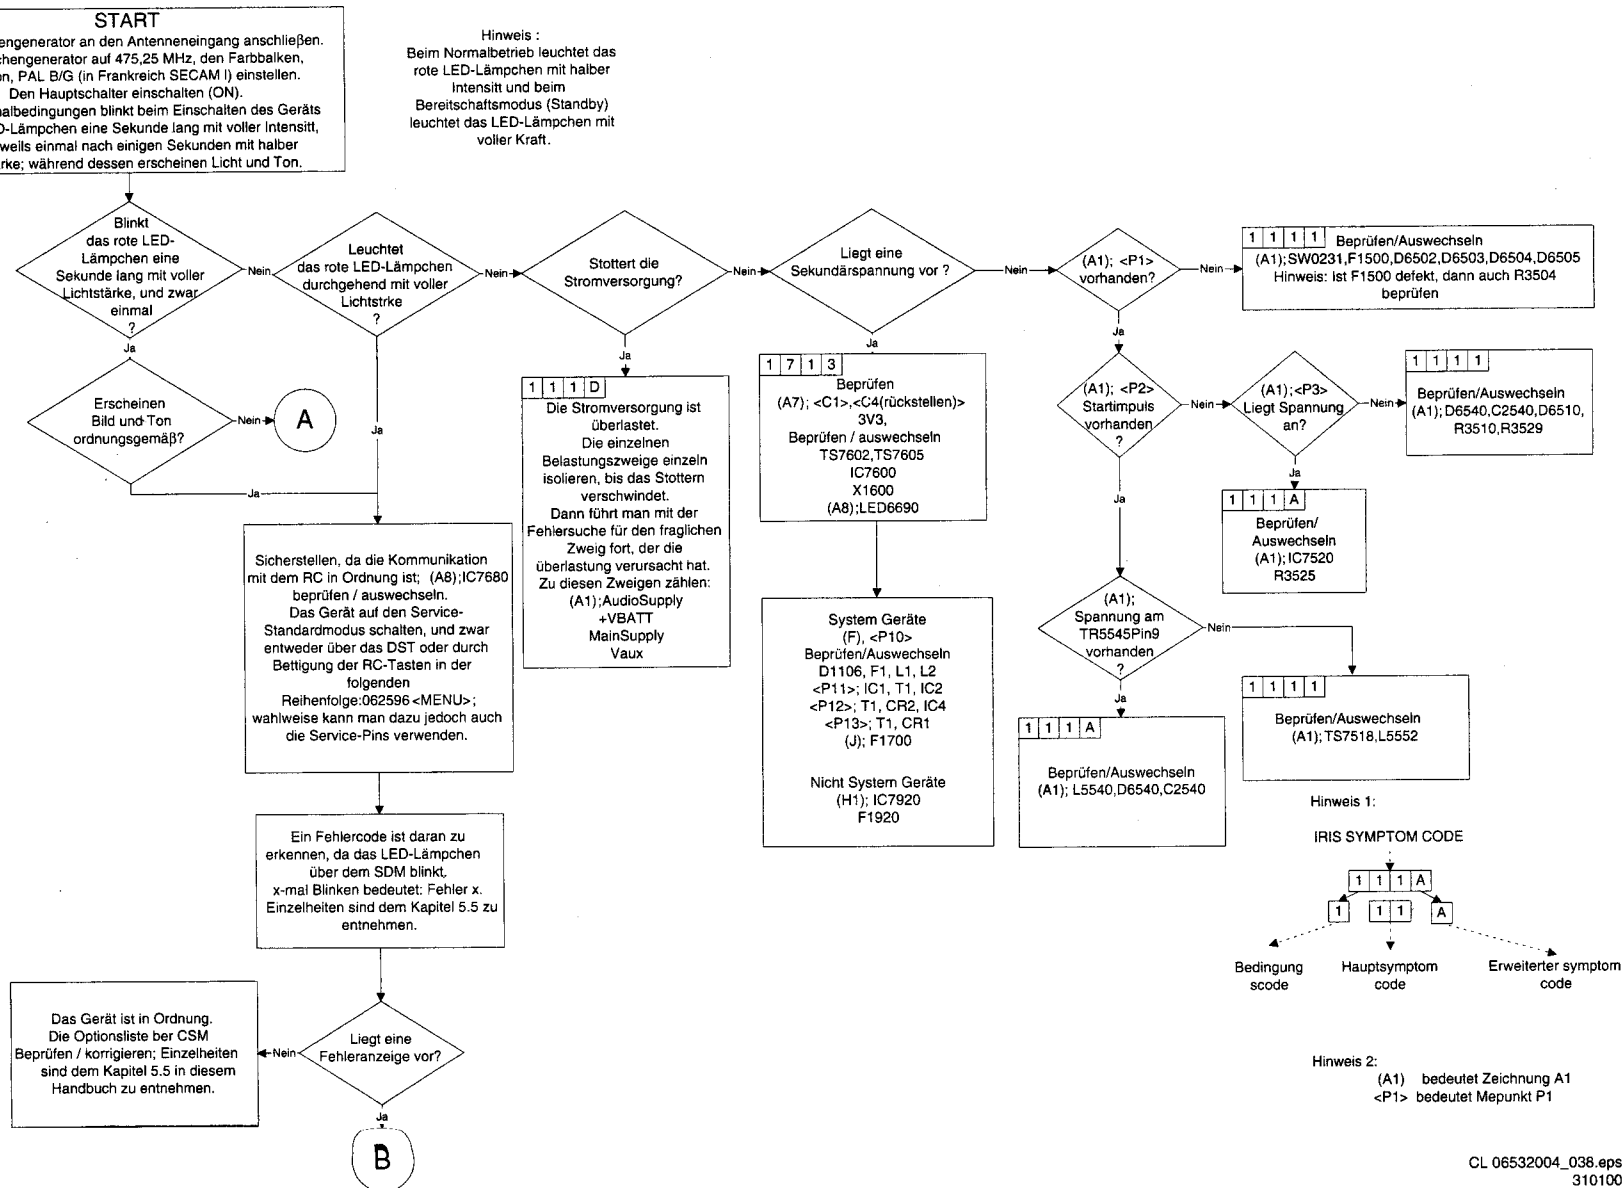 START
engenerator an den Antenneneingang anschließen.
chengenerator auf 475,25 MHz, den Farbbalken,
on, PAL B/G (in Frankreich SECAM I) einstellen.
Den Hauptschalter einschalten (ON).
albedingungen blinkt beim Einschalten des Geräts
D-Lämpchen eine Sekunde lang mit voller Intensitt,
weils einmal nach einigen Sekunden mit halber
rke; während dessen erscheinen Licht und Ton.
Hinweis :
Beim Normalbetrieb leuchtet das
rote LED-Lämpchen mit halber
Intensitt und beim
Bereitschaftsmodus (Standby)
leuchtet das LED-Lämpchen mit
voller Kraft.
Blinkt
das rote LED-
Lämpchen eine
Sekunde lang mit voller
Lichtstärke, und zwar
einmal
?
Nein
Ja
Leuchtet
das rote LED-Lämpchen
durchgehend mit voller
Lichtstrke
?
Nein
Ja
Stottert die
Stromversorgung?
Nein
Ja
Liegt eine
Sekundärspannung vor ?
Nein
Ja
(A1); <P1>
vorhanden?
Nein
Ja
1 1 1 1
Beprüfen/Auswechseln
(A1);SW0231,F1500,D6502,D6503,D6504,D6505
Hinweis: Ist F1500 defekt, dann auch R3504
beprüfen
Erscheinen
Bild und Ton
ordnungsgemäß?
Nein
A
Ja
1 1 1 D
Die Stromversorgung ist
überlastet.
Die einzelnen
Belastungszweige einzeln
isolieren, bis das Stottern
verschwindet.
Dann führt man mit der
Fehlersuche für den fraglichen
Zweig fort, der die
überlastung verursacht hat.
Zu diesen Zweigen zählen:
(A1);AudioSupply
+VBATT
MainSupply
Vaux
1 7 1 3
Beprüfen
(A7); <C1>,<C4(rückstellen)>
3V3,
Beprüfen / auswechseln
TS7602,TS7605
IC7600
X1600
(A8);LED6690
(A1); <P2>
Startimpuls
vorhanden
?
Nein
Ja
(A1);<P3>
Liegt Spannung
an?
Nein
Ja
1 1 1 1
Beprüfen/Auswechseln
(A1); D6540,C2540,D6510,
R3510,R3529
1 1 1 A
Beprüfen/
Auswechseln
(A1); IC7520
R3525
Sicherstellen, da die Kommunikation
mit dem RC in Ordnung ist; (A8);IC7680
beprüfen / auswechseln.
Das Gerät auf den Service-
Standardmodus schalten, und zwar
entweder über das DST oder durch
Bettigung der RC-Tasten in der
folgenden
Reihenfolge:062596<MENU>;
wahlweise kann man dazu jedoch auch
die Service-Pins verwenden.
System Geräte
(F), <P10>
Beprüfen/Auswechseln
D1106, F1, L1, L2
<P11>; IC1, T1, IC2
<P12>; T1, CR2, IC4
<P13>; T1, CR1
(J); F1700
Nicht System Geräte
(H1); IC7920
F1920
(A1);
Spannung am
TR5545Pin9
vorhanden
?
Nein
Ja
1 1 1 A
Beprüfen/Auswechseln
(A1); L5540,D6540,C2540
1 1 1 1
Beprüfen/Auswechseln
(A1); TS7518,L5552
Ein Fehlercode ist daran zu
erkennen, da das LED-Lämpchen
über dem SDM blinkt.
x-mal Blinken bedeutet: Fehler x.
Einzelheiten sind dem Kapitel 5.5 zu
entnehmen.
Hinweis 1:
IRIS SYMPTOM CODE
1 1 1 A
1 1 1 A
Bedingung
scode
Hauptsymptom
code
Erweiterter symptom
code
Liegt eine
Fehleranzeige vor?
Nein
Ja
Das Gerät ist in Ordnung.
Die Optionsliste ber CSM
Beprüfen / korrigieren; Einzelheiten
sind dem Kapitel 5.5 in diesem
Handbuch zu entnehmen.
B
Hinweis 2:
(A1) bedeutet Zeichnung A1
<P1> bedeutet Mepunkt P1
CL 06532004_038.eps
310100